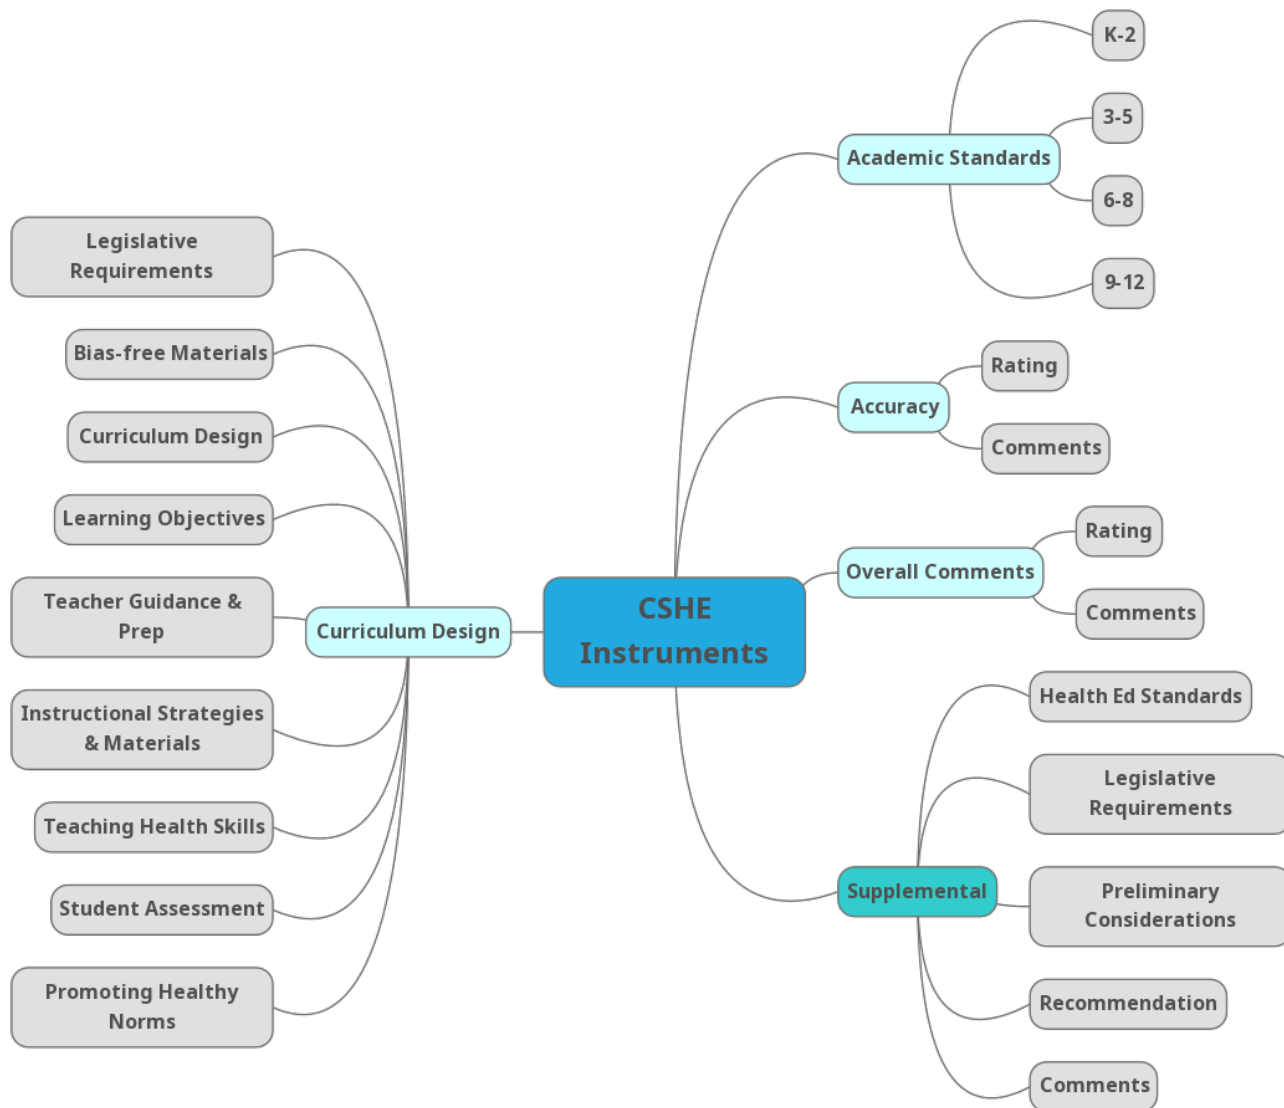 CSHE
Instruments
Academic Standards
K-2
3-5
6-8
9-12
Accuracy
Rating
Comments
Overall Comments
Rating
Comments
Supplemental
Health Ed Standards
Legislative
Requirements
Preliminary
Considerations
Recommendation
Comments
Curriculum Design
Legislative
Requirements
Bias-free Materials
Curriculum Design
Learning Objectives
Teacher Guidance &
Prep
Instructional Strategies
& Materials
Teaching Health Skills
Student Assessment
Promoting Healthy
Norms